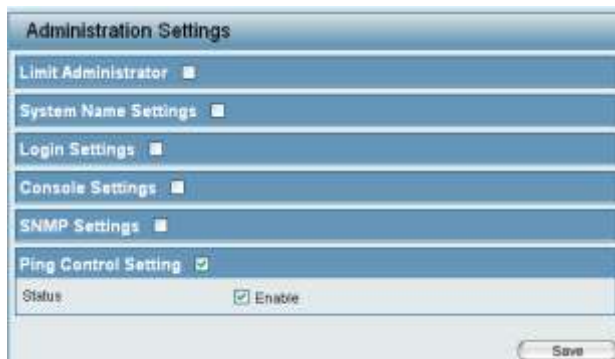 Administration Settings
Limit Administrator
System Name Settings
Login Settings
Console Settings
SNMP Settings
Ping Control Setting
Status Enable
Save